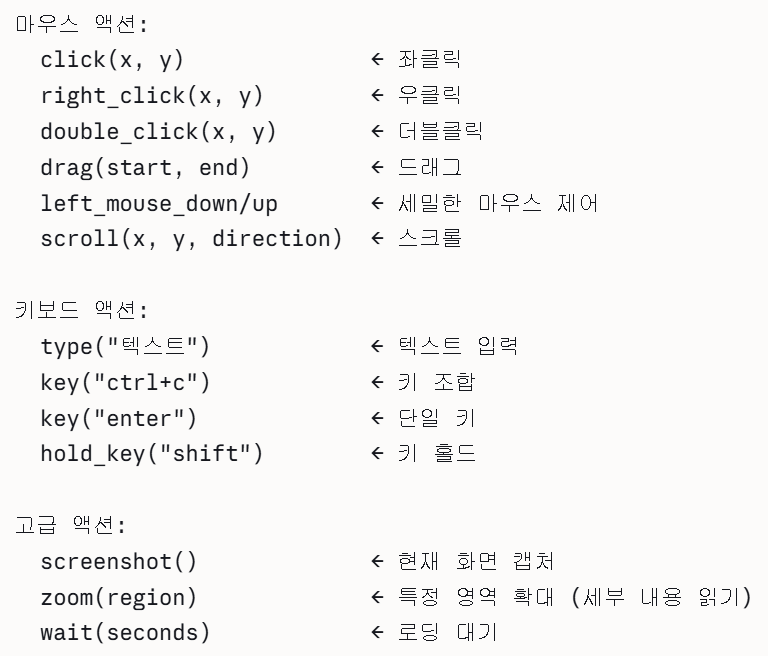 마우스 액션:
click(x, y) ← 좌클릭
right_click(x, y) ← 우클릭
double_click(x, y) ← 더블클릭
drag(start, end) ← 드래그
left_mouse_down/up ← 세밀한 마우스 제어
scroll(x, y, direction) ← 스크롤
키보드 액션:
type("텍스트") ← 텍스트 입력
key("ctrl+c") ← 키 조합
key("enter") ← 단일 키
hold_key("shift") ← 키 홀드
고급 액션:
screenshot() ← 현재 화면 캡처
zoom(region) ← 특정 영역 확대 (세부 내용 읽기)
wait(seconds) ← 로딩 대기